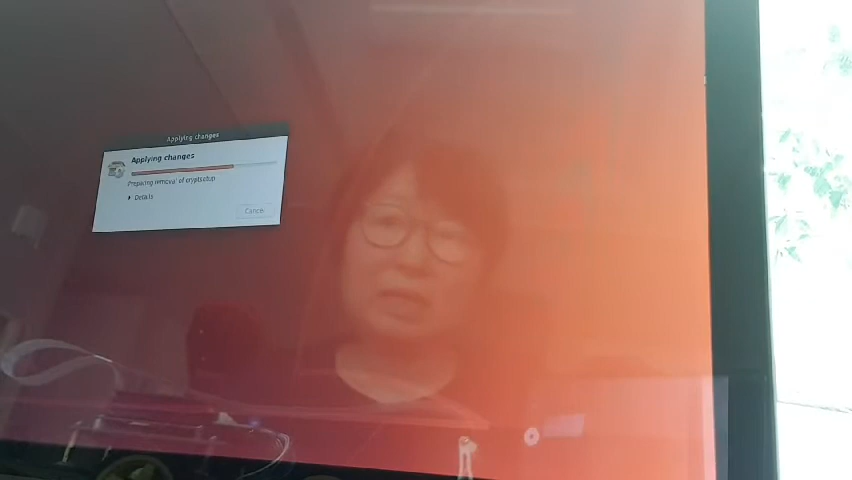 Applying changes
Applying changes
Preparing removal of cryptsetup
Details
Cancel